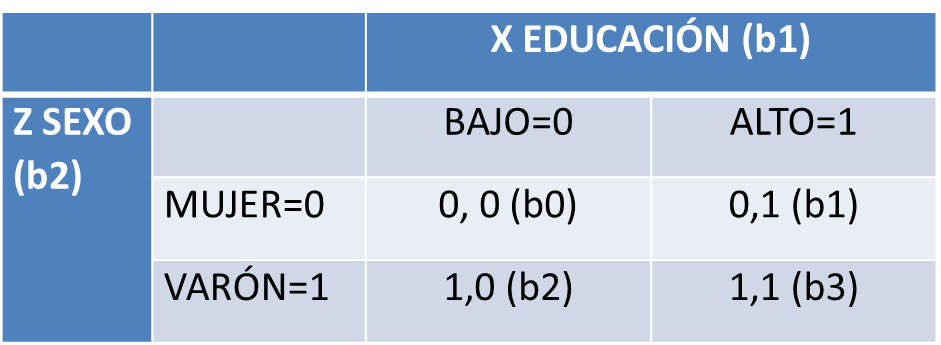 X EDUCACIÓN (b1)
Z SEXO
(b2)
BAJO=0
ALTO=1
MUJER=0
0, 0 (b0)
0,1 (b1)
VARÓN=1
1,0 (b2)
1,1 (b3)